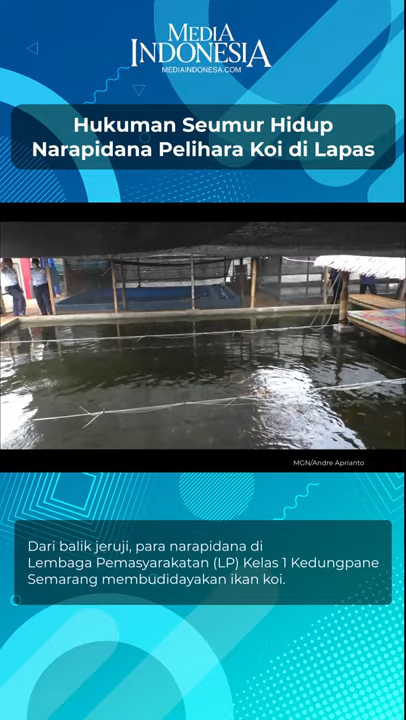 MEDIA
INDONESIA
MEDIAINDONESA.COM
Hukuman Seumur Hidup
Narapidana Pelihara Koi di Lapas
MGN/Andre Aprianto
Dari balik jeruji, para narapidana di
Lembaga Pemasyarakatan (LP) Kelas 1 Kedungpane
Semarang membudidayakan ikan koi.